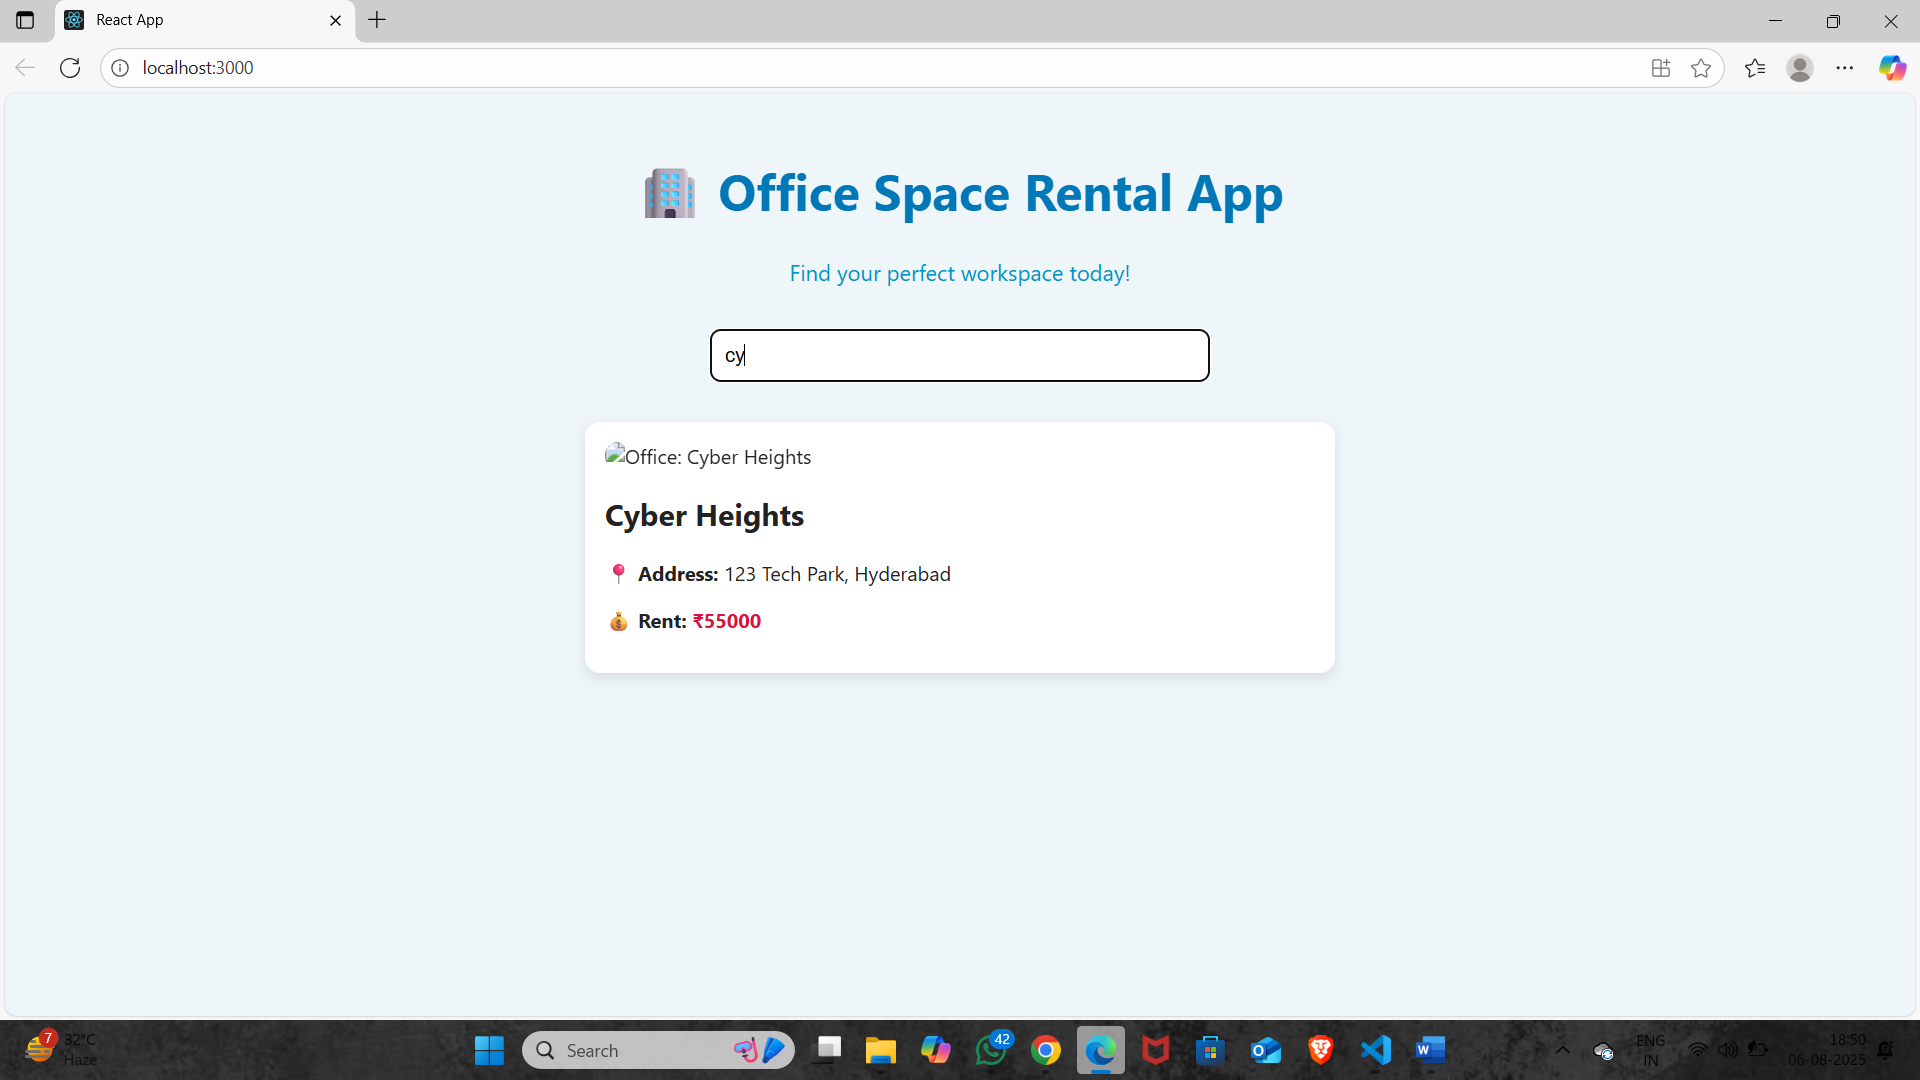 React App
localhost:3000
🏢 Office Space Rental App
Find your perfect workspace today!
cy
Office: Cyber Heights
Cyber Heights
📍 Address: 123 Tech Park, Hyderabad
💰 Rent: ₹55000
7
32°C
Haze
Search
42
ENG
IN
18:50
06-08-2025